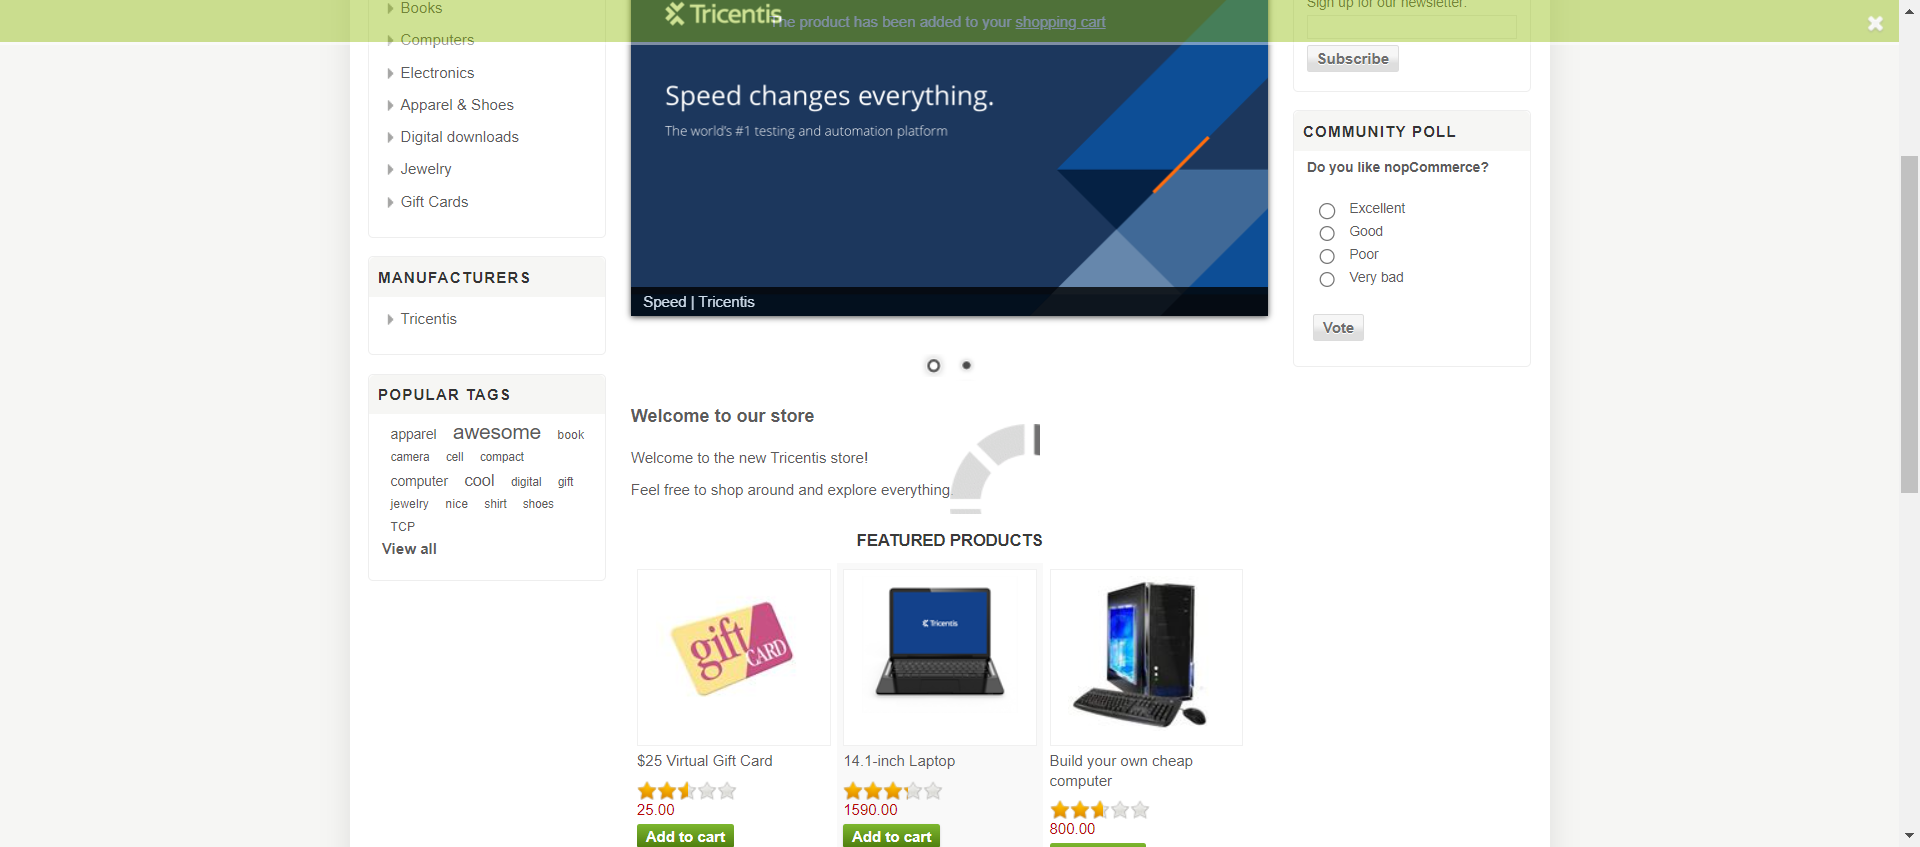 Books
Computers
Electronics
Apparel & Shoes
Digital downloads
Jewelry
Gift Cards
MANUFACTURERS
Tricentis
POPULAR TAGS
apparel awesome book
camera cell compact
computer cool digital gift
jewelry nice shirt shoes
TCP
View all
Tricentis
The product has been added to your shopping cart
Speed changes everything.
The world's #1 testing and automation platform
Speed | Tricentis
Welcome to our store
Welcome to the new Tricentis store!
Feel free to shop around and explore everything.
FEATURED PRODUCTS
gift
CARD
Tricentis
$25 Virtual Gift Card
25.00
Add to cart
14.1-inch Laptop
1590.00
Add to cart
Build your own cheap
computer
800.00
Sign up for our newsletter:
Subscribe
COMMUNITY POLL
Do you like nopCommerce?
Excellent
Good
Poor
Very bad
Vote